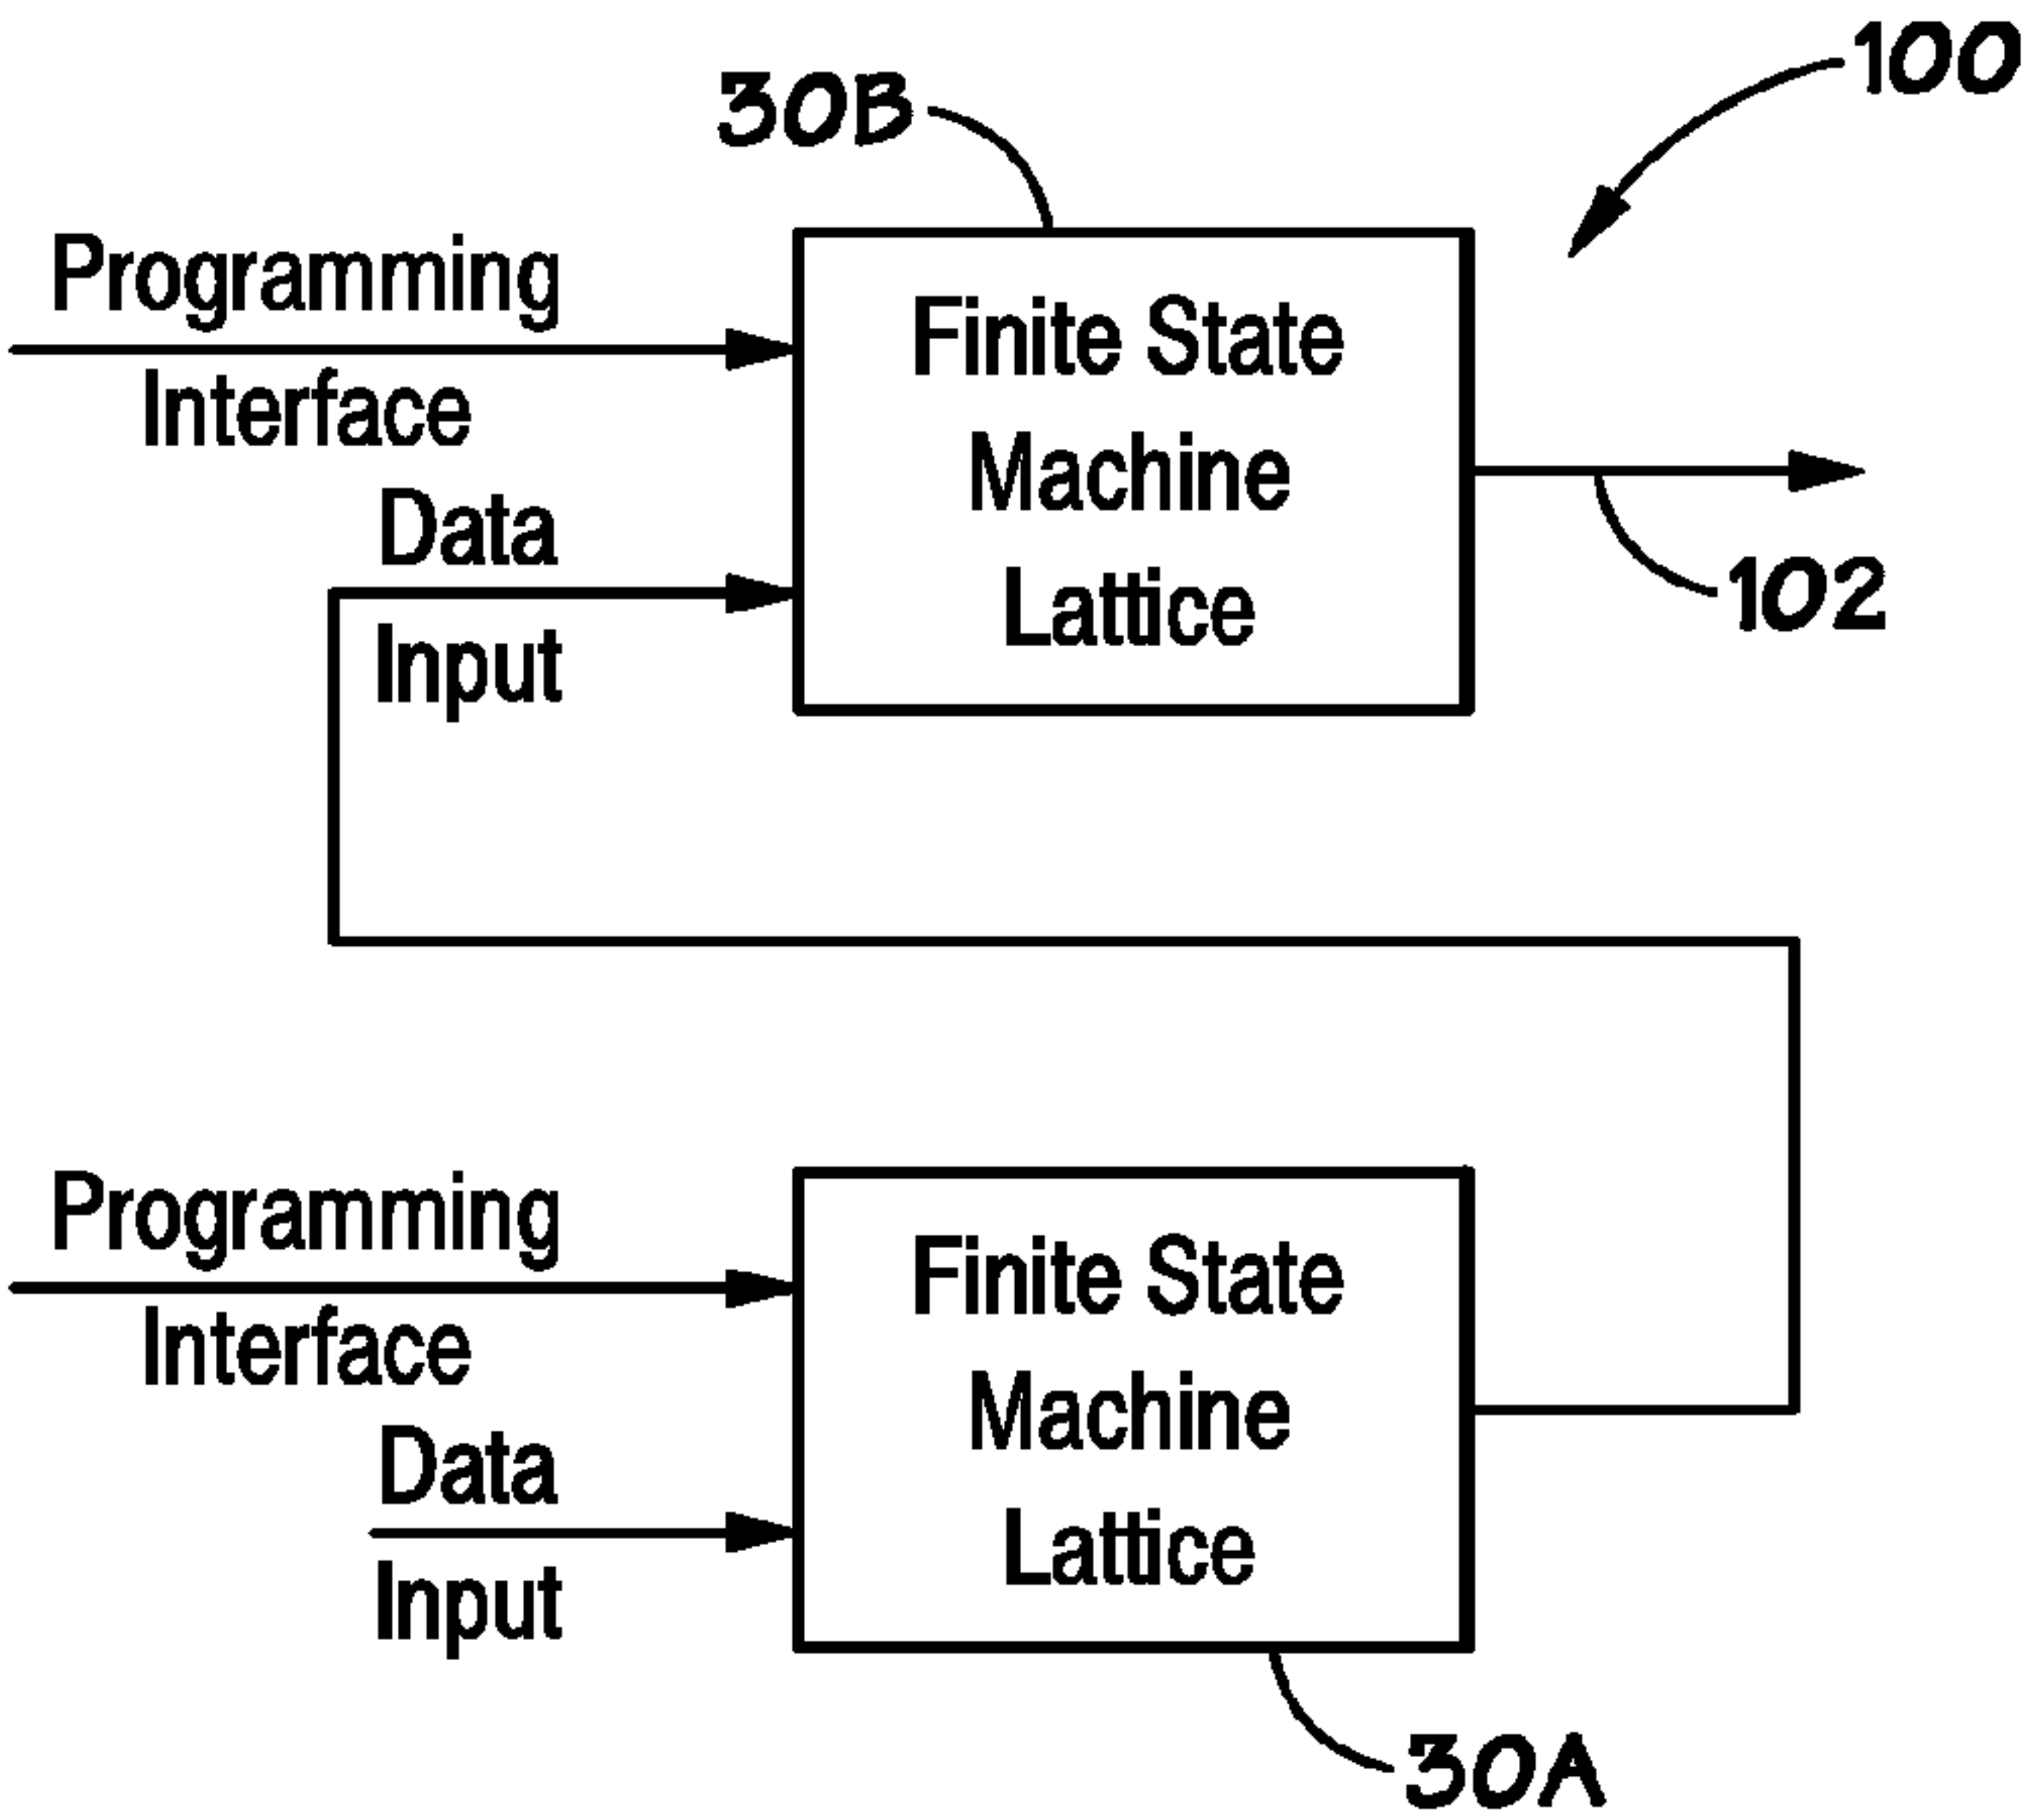 100
30B
Programming
Interface
Data
Input
Finite State
Machine
Lattice
102
Programming
Interface
Data
Input
Finite State
Machine
Lattice
30A